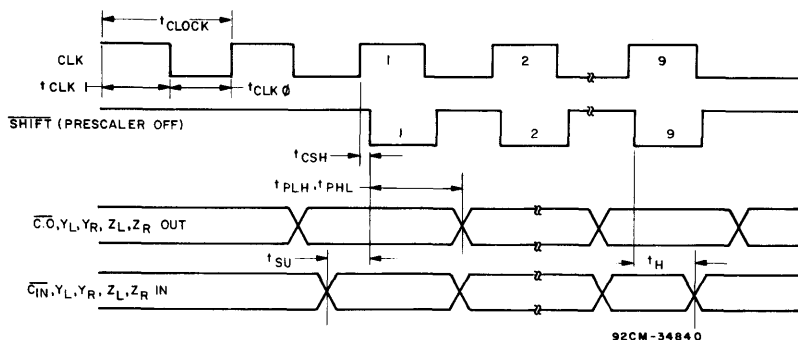 tCLOCK
CLK
1
2
9
tCLK 1
tCLK ϕ
SHIFT (PRESCALER OFF)
1
2
9
tCSH
tPLH, tPHL
C.O, YL, YR, ZL, ZR OUT
tSU
tH
CIN, YL, YR, ZL, ZR IN
92CM-34840